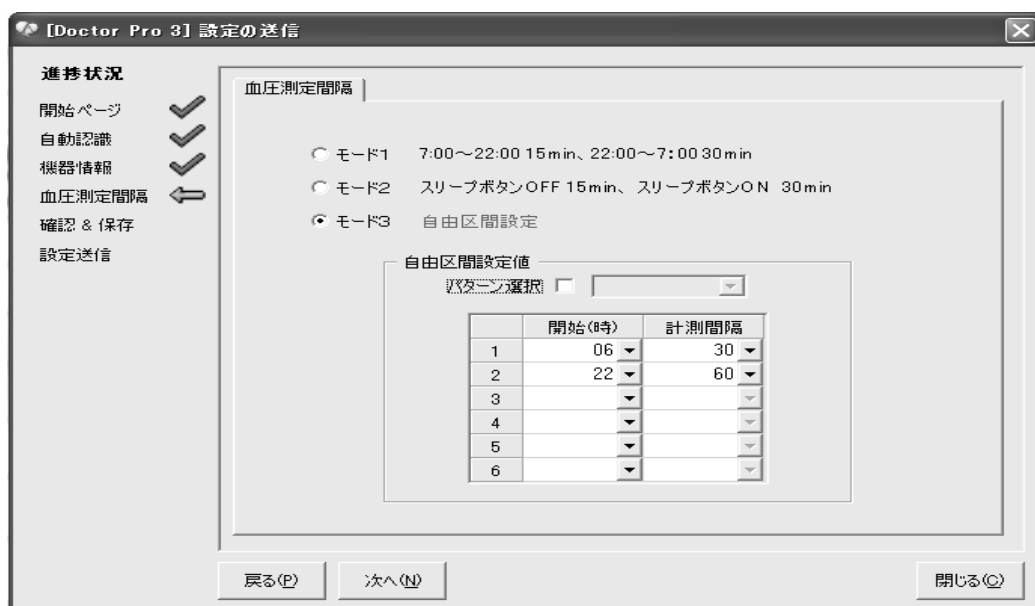 [Doctor Pro 3] 設定の送信
進捗状況
開始ページ
自動認識
機器情報
血圧測定間隔
確認 & 保存
設定送信
血圧測定間隔
モード1 7:00～22:00 15min、22:00～7:00 30min
モード2 スリープボタンOFF 15min、スリープボタンON 30min
モード3 自由区間設定
自由区間設定値
パターン選択
開始(時) 計測間隔
1 06 30
2 22 60
3
4
5
6
戻る(P) 次へ(N) 閉じる(C)